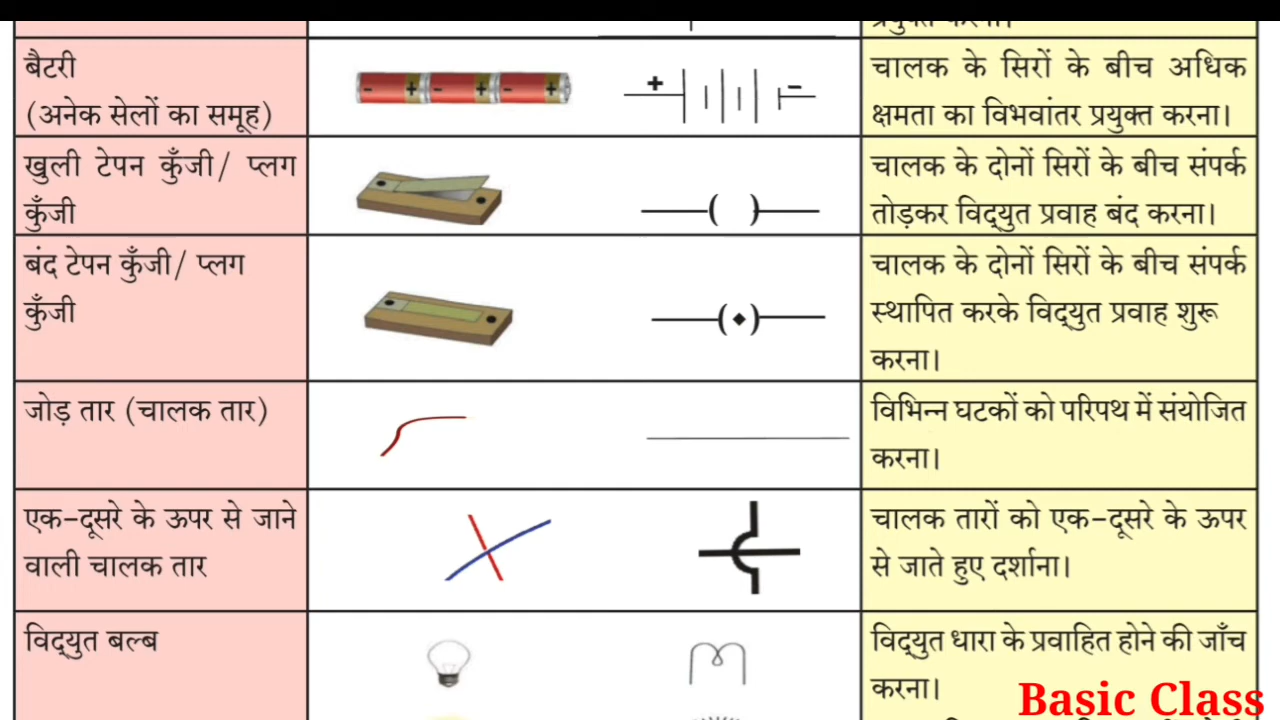 प्रयुक्त करना।
बैटरी
(अनेक सेलों का समूह)
- + - + - +
+ -
चालक के सिरों के बीच अधिक
क्षमता का विभवांतर प्रयुक्त करना।
खुली टेपन कुँजी/ प्लग
कुँजी
चालक के दोनों सिरों के बीच संपर्क
तोड़कर विद्युत प्रवाह बंद करना।
बंद टेपन कुँजी/ प्लग
कुँजी
चालक के दोनों सिरों के बीच संपर्क
स्थापित करके विद्युत प्रवाह शुरू
करना।
जोड़ तार (चालक तार)
विभिन्न घटकों को परिपथ में संयोजित
करना।
एक-दूसरे के ऊपर से जाने
वाली चालक तार
चालक तारों को एक-दूसरे के ऊपर
से जाते हुए दर्शाना।
विद्युत बल्ब
विद्युत धारा के प्रवाहित होने की जाँच
करना।
Basic Class